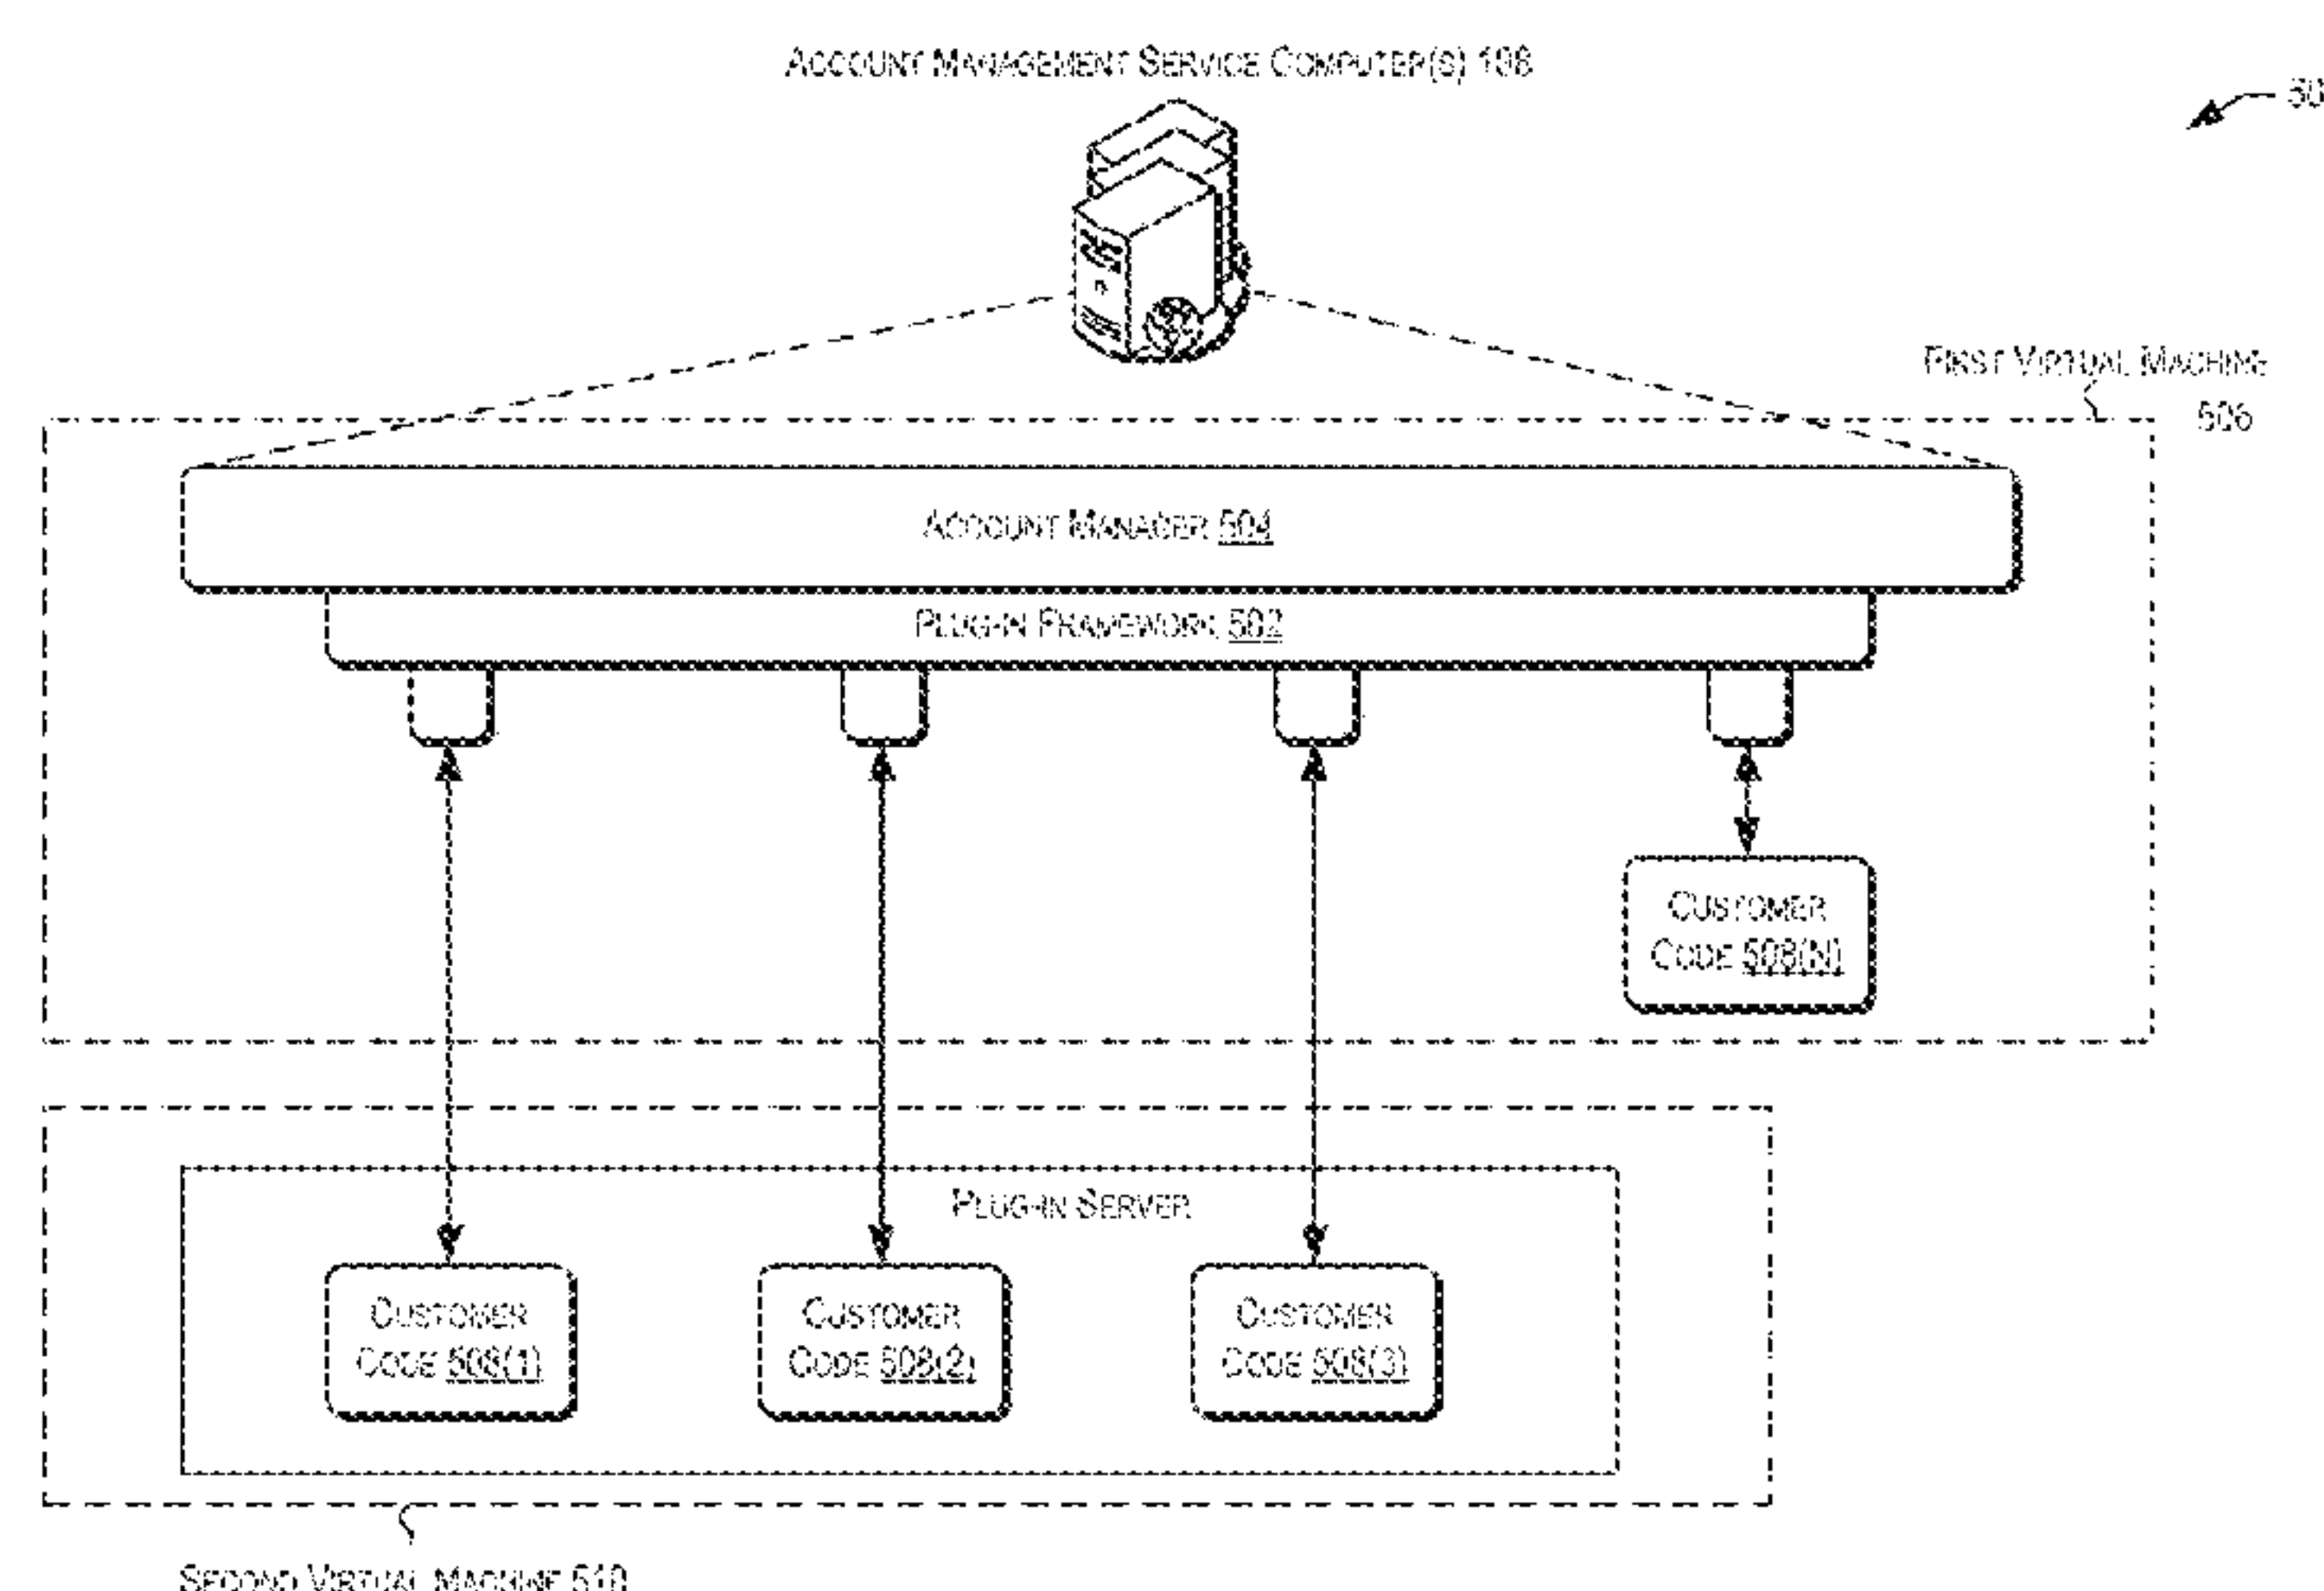 ACCOUNT MANAGEMENT SERVICE COMPUTER(S) 108
50
FIRST VIRTUAL MACHINE
506
ACCOUNT MANAGER 504
PLUG-IN FRAMEWORK 502
CUSTOMER
CODE 508(N)
PLUG-IN SERVER
CUSTOMER
CODE 508(1)
CUSTOMER
CODE 508(2)
CUSTOMER
CODE 508(3)
SECOND VIRTUAL MACHINE 510